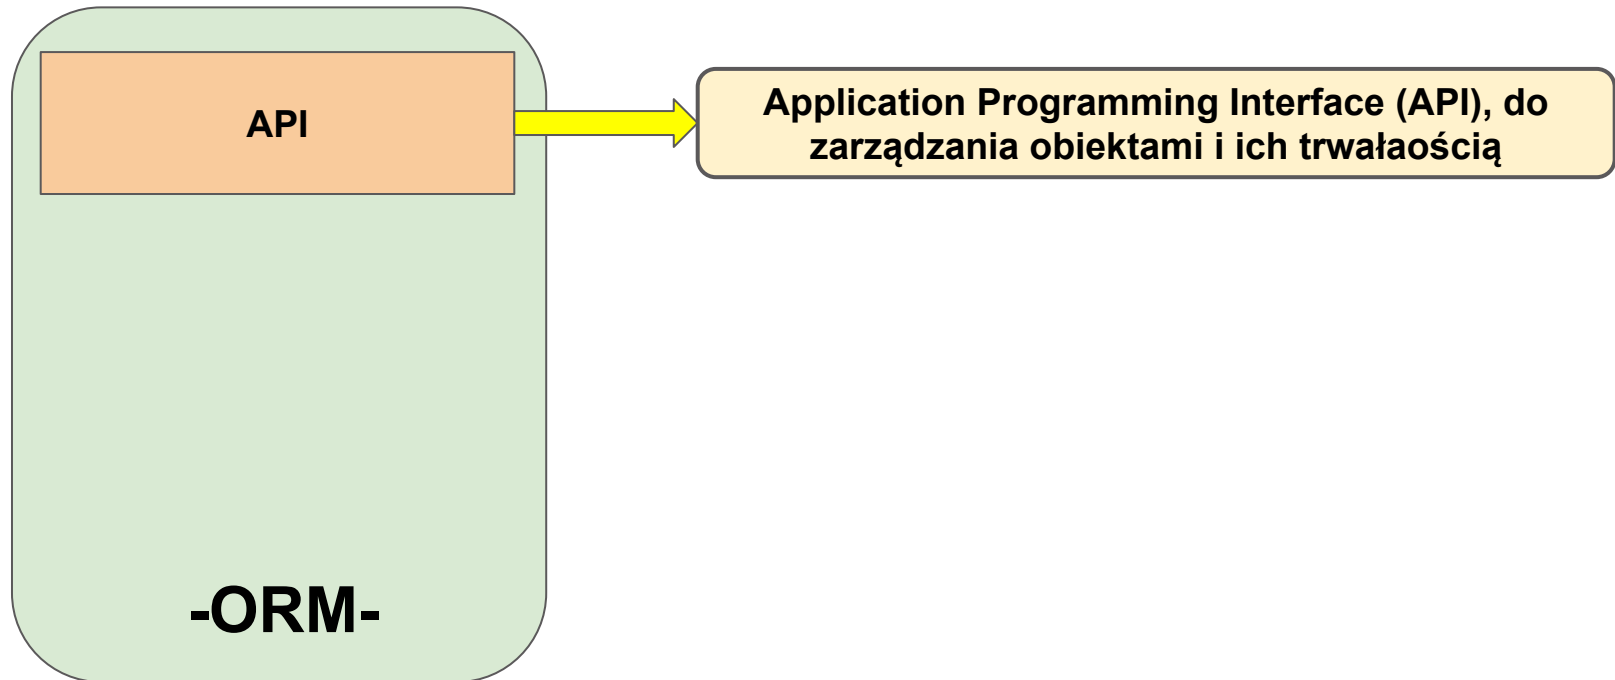 API
Application Programming Interface (API), do
zarządzania obiektami i ich trwałaością
-ORM-